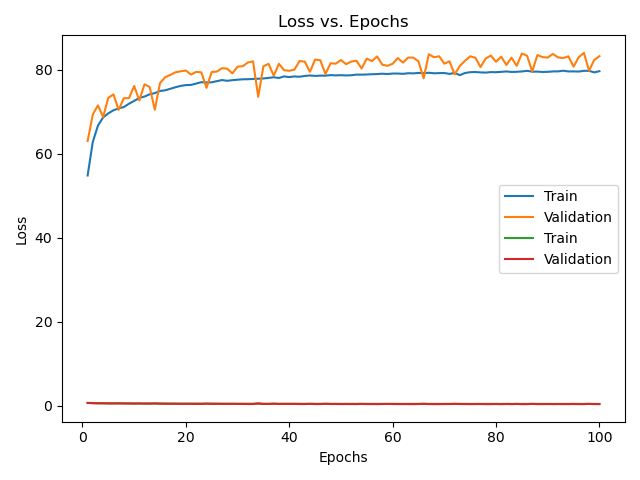 Loss vs. Epochs
Loss
80
60
40
20
0
Train
Validation
Train
Validation
0 20 40 60 80 100
Epochs